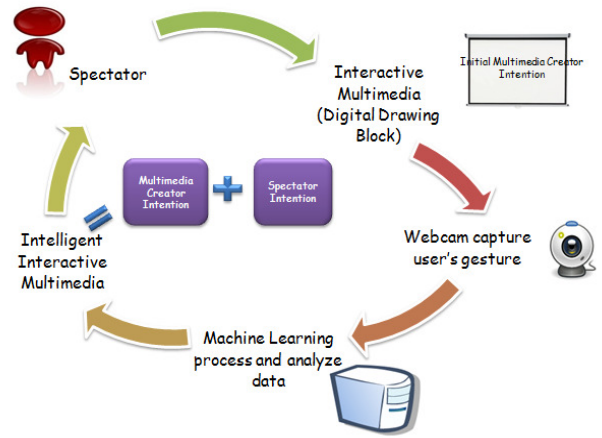 Spectator
Interactive
Multimedia
(Digital Drawing
Block)
Initial Multimedia Creator
Intention
Webcam capture
user's gesture
Machine Learning
process and analyze
data
Intelligent
Interactive
Multimedia
=
Multimedia
Creator
Intention
+
Spectator
Intention